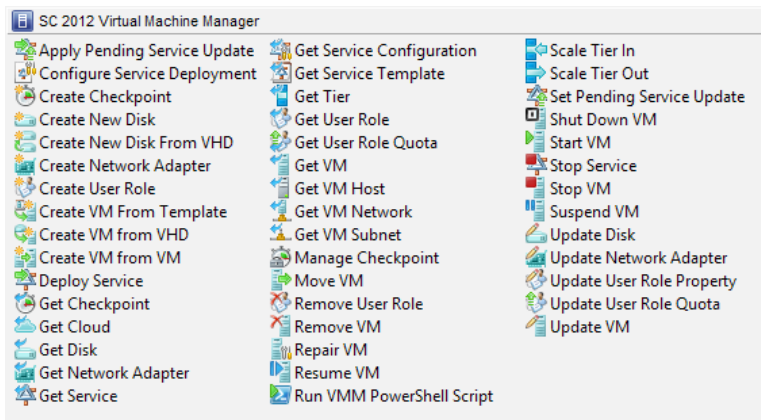 SC 2012 Virtual Machine Manager
Apply Pending Service Update
Configure Service Deployment
Create Checkpoint
Create New Disk
Create New Disk From VHD
Create Network Adapter
Create User Role
Create VM From Template
Create VM from VHD
Create VM from VM
Deploy Service
Get Checkpoint
Get Cloud
Get Disk
Get Network Adapter
Get Service
Get Service Configuration
Get Service Template
Get Tier
Get User Role
Get User Role Quota
Get VM
Get VM Host
Get VM Network
Get VM Subnet
Manage Checkpoint
Move VM
Remove User Role
Remove VM
Repair VM
Resume VM
Run VMM PowerShell Script
Scale Tier In
Scale Tier Out
Set Pending Service Update
Shut Down VM
Start VM
Stop Service
Stop VM
Suspend VM
Update Disk
Update Network Adapter
Update User Role Property
Update User Role Quota
Update VM